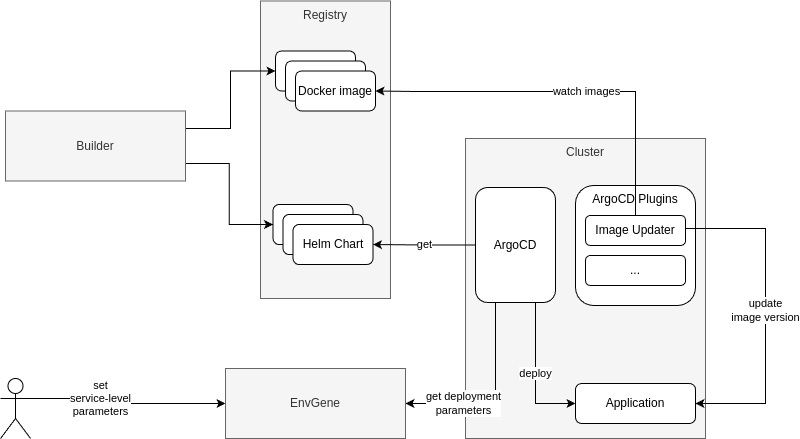 Registry
Docker image
watch images
Builder
Cluster
ArgoCD Plugins
Image Updater
...
ArgoCD
Helm Chart
get
update
image version
deploy
set
service-level
parameters
EnvGene
get deployment
parameters
Application